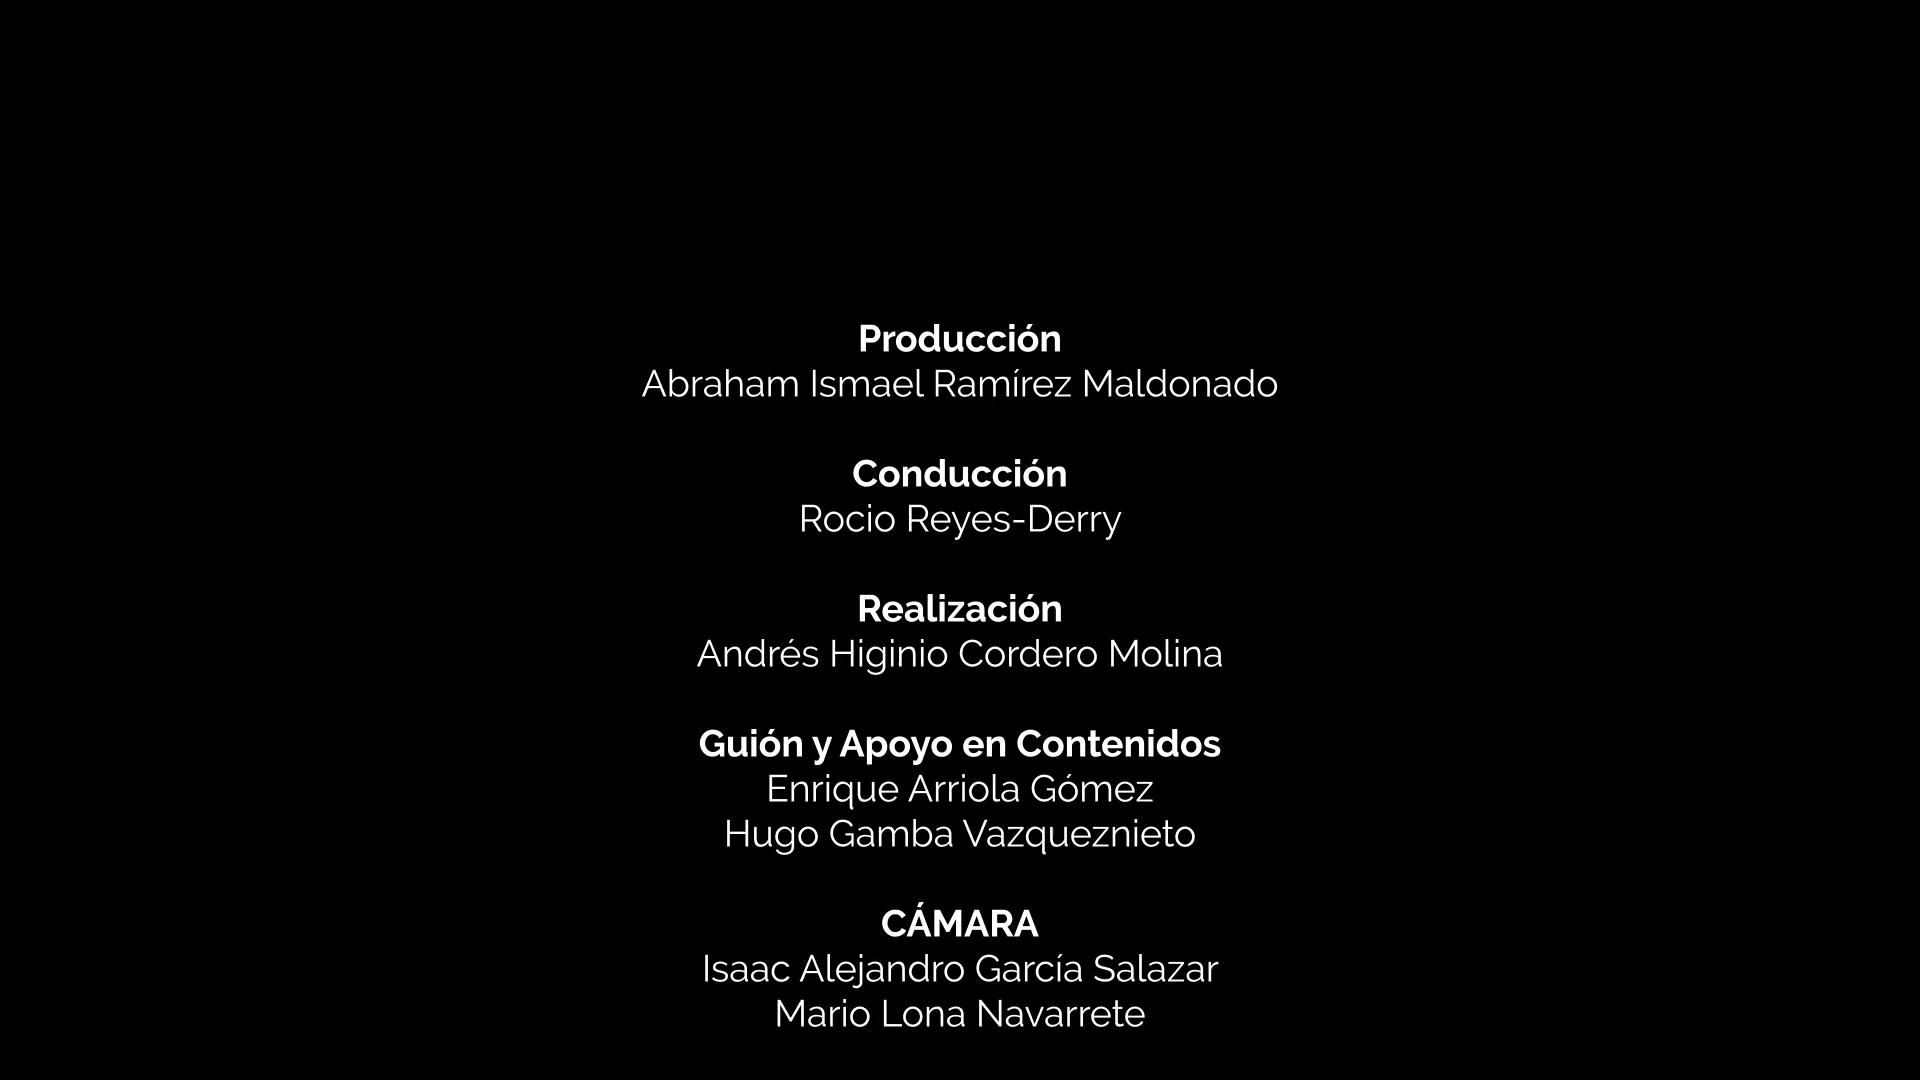 Producción
Abraham Ismael Ramírez Maldonado
Conducción
Rocio Reyes-Derry
Realización
Andrés Higinio Cordero Molina
Guión y Apoyo en Contenidos
Enrique Arriola Gómez
Hugo Gamba Vazqueznieto
CÁMARA
Isaac Alejandro García Salazar
Mario Lona Navarrete